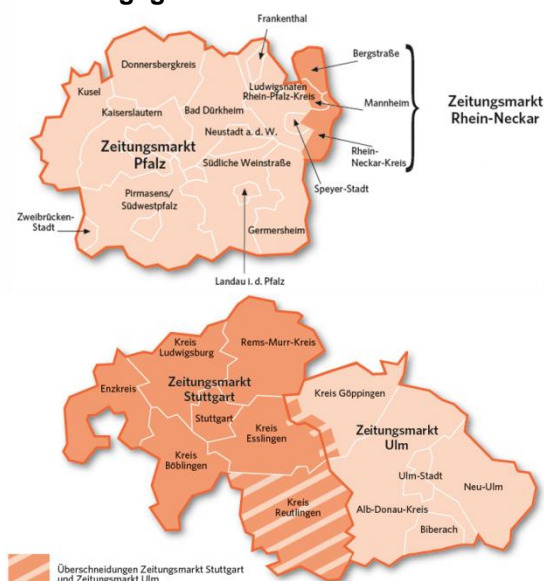 Frankenthal
Donnersbergkreis
Bergstraße
Kusel
Ludwigshafen
Rhein-Pfalz-Kreis
Kaiserslautern
Bad Dürkheim
Mannheim
Zeitungsmarkt
Rhein-Neckar
Neustadt a. d. W.
Zeitungsmarkt
Pfalz
Südliche Weinstraße
Rhein-
Neckar-Kreis
Speyer-Stadt
Pirmasens/
Südwestpfalz
Zweibrücken-
Stadt
Germersheim
Landau i. d. Pfalz
Kreis
Ludwigsburg
Rems-Murr-Kreis
Enzkreis
Zeitungsmarkt
Stuttgart
Kreis Göppingen
Stuttgart
Kreis
Esslingen
Zeitungsmarkt
Ulm
Kreis
Böblingen
Ulm-Stadt
Neu-Ulm
Kreis
Reutlingen
Alb-Donau-Kreis
Biberach
Überschneidungen Zeitungsmarkt Stuttgart
und Zeitungsmarkt Ulm